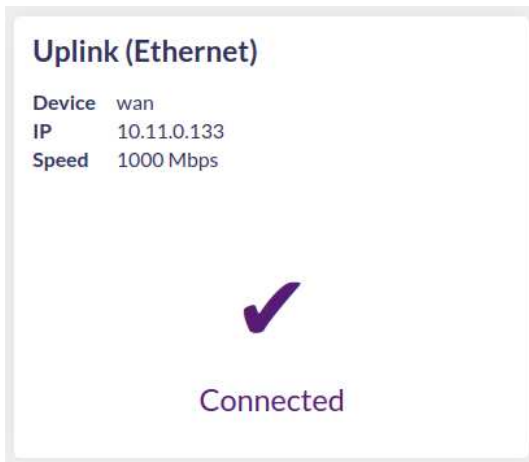 Uplink (Ethernet)
Device wan
IP 10.11.0.133
Speed 1000 Mbps
Connected